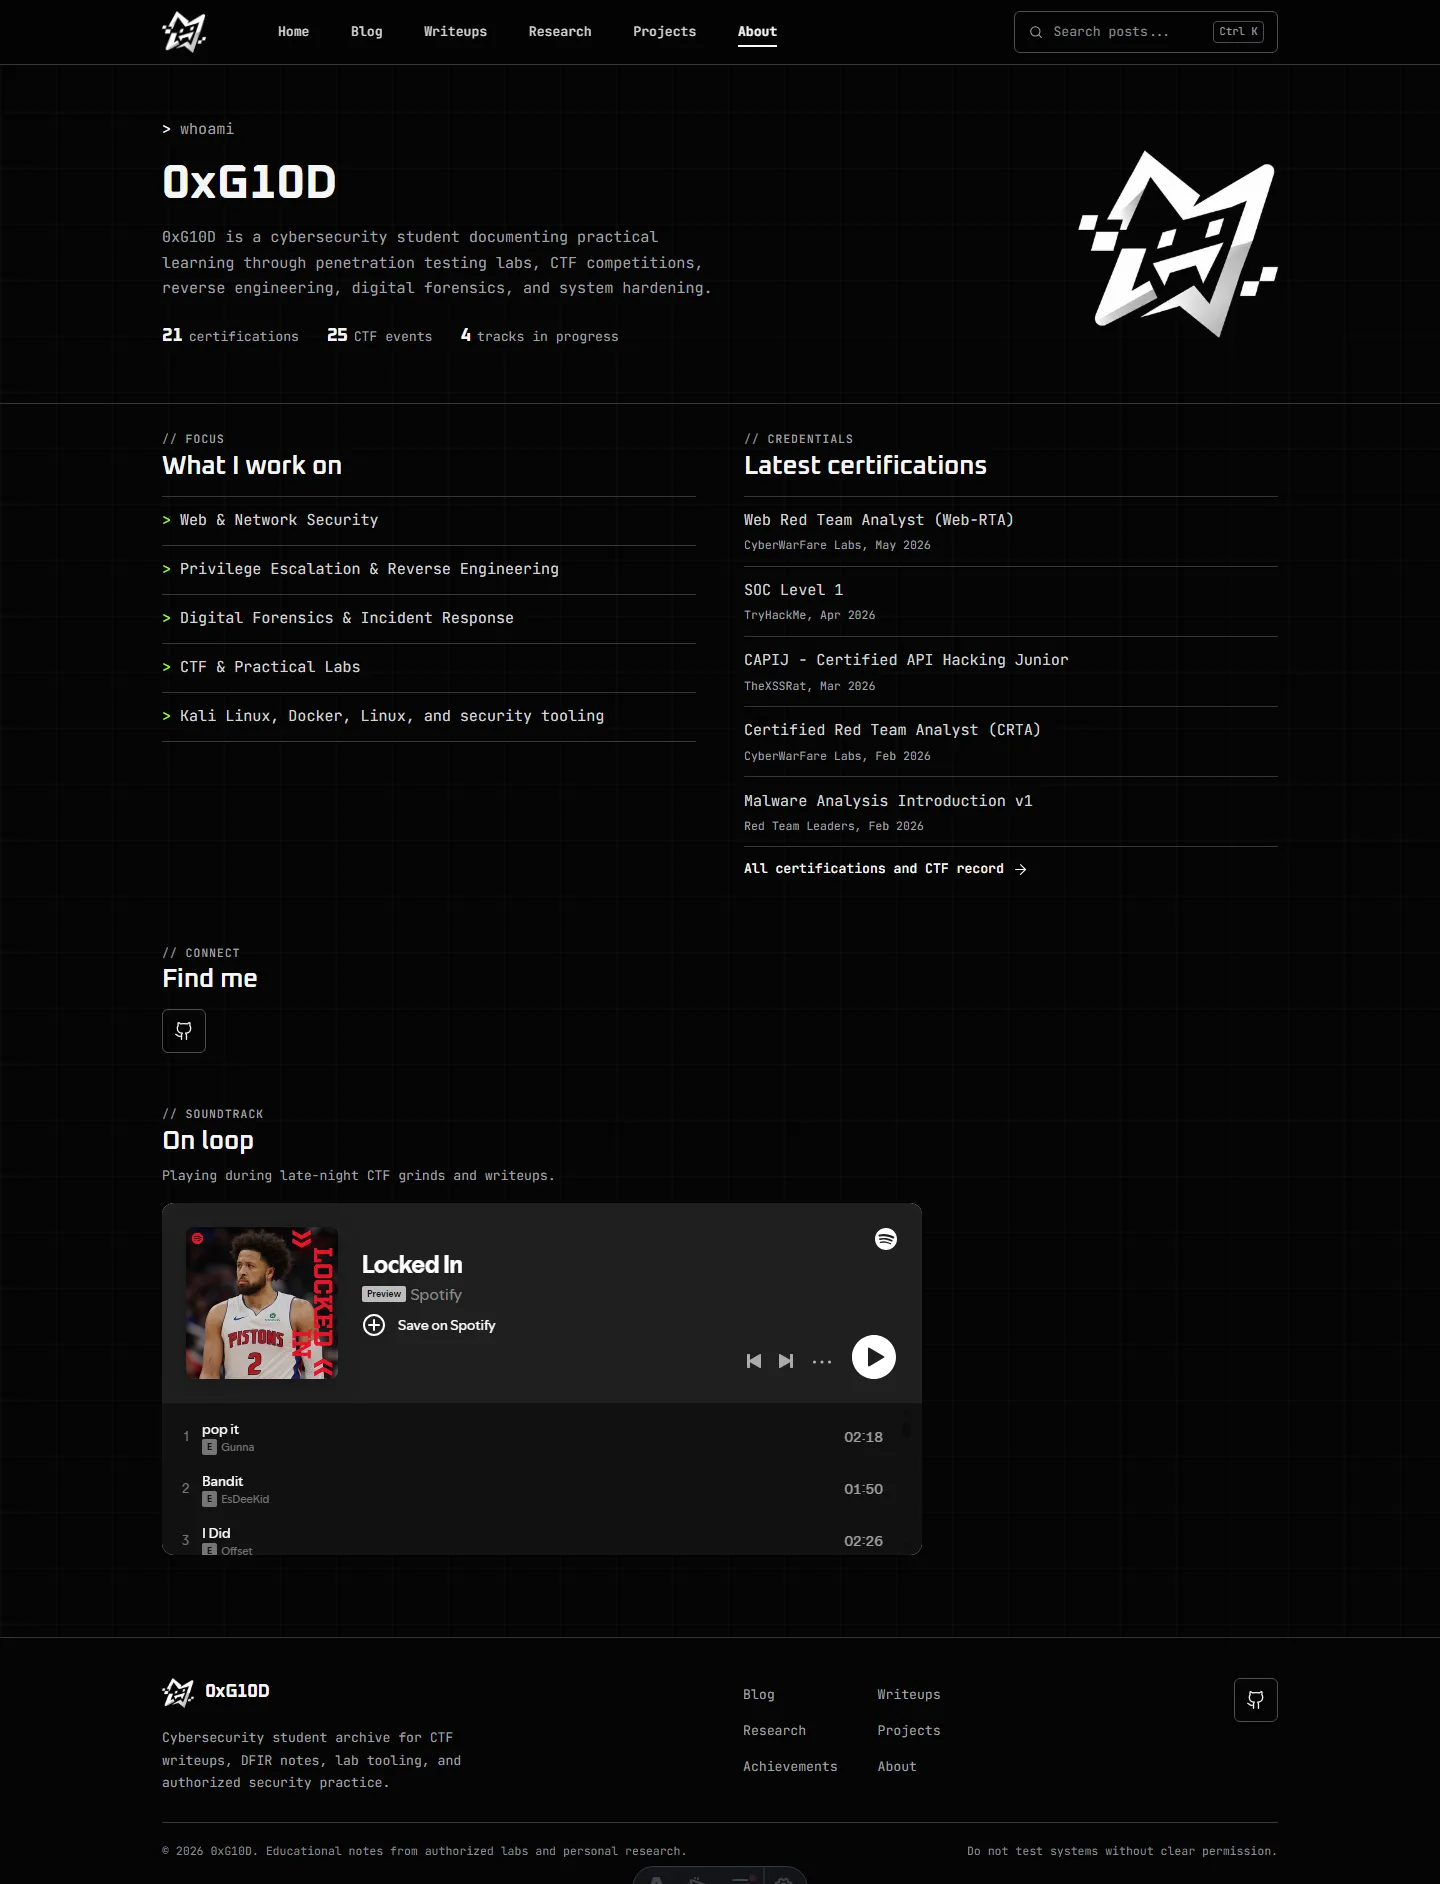 Home
Blog
Writeups
Research
Projects
About
Search posts...
Ctrl K
> whoami
0xG10D
0xG10D is a cybersecurity student documenting practical
learning through penetration testing labs, CTF competitions,
reverse engineering, digital forensics, and system hardening.
21 certifications
25 CTF events
4 tracks in progress
// FOCUS
What I work on
> Web & Network Security
> Privilege Escalation & Reverse Engineering
> Digital Forensics & Incident Response
> CTF & Practical Labs
> Kali Linux, Docker, Linux, and security tooling
// CREDENTIALS
Latest certifications
Web Red Team Analyst (Web-RTA)
CyberWarFare Labs, May 2026
SOC Level 1
TryHackMe, Apr 2026
CAPIJ - Certified API Hacking Junior
TheXSSRat, Mar 2026
Certified Red Team Analyst (CRTA)
CyberWarFare Labs, Feb 2026
Malware Analysis Introduction v1
Red Team Leaders, Feb 2026
All certifications and CTF record →
// CONNECT
Find me
// SOUNDTRACK
On loop
Playing during late-night CTF grinds and writeups.
LOCKED
IN
PISTONS
2
Locked In
Preview Spotify
Save on Spotify
1
pop it
E Gunna
02:18
2
Bandit
E EsDeeKid
01:50
3
I Did
E Offset
02:26
0xG10D
Cybersecurity student archive for CTF
writeups, DFIR notes, lab tooling, and
authorized security practice.
Blog
Writeups
Research
Projects
Achievements
About
© 2026 0xG10D. Educational notes from authorized labs and personal research.
Do not test systems without clear permission.